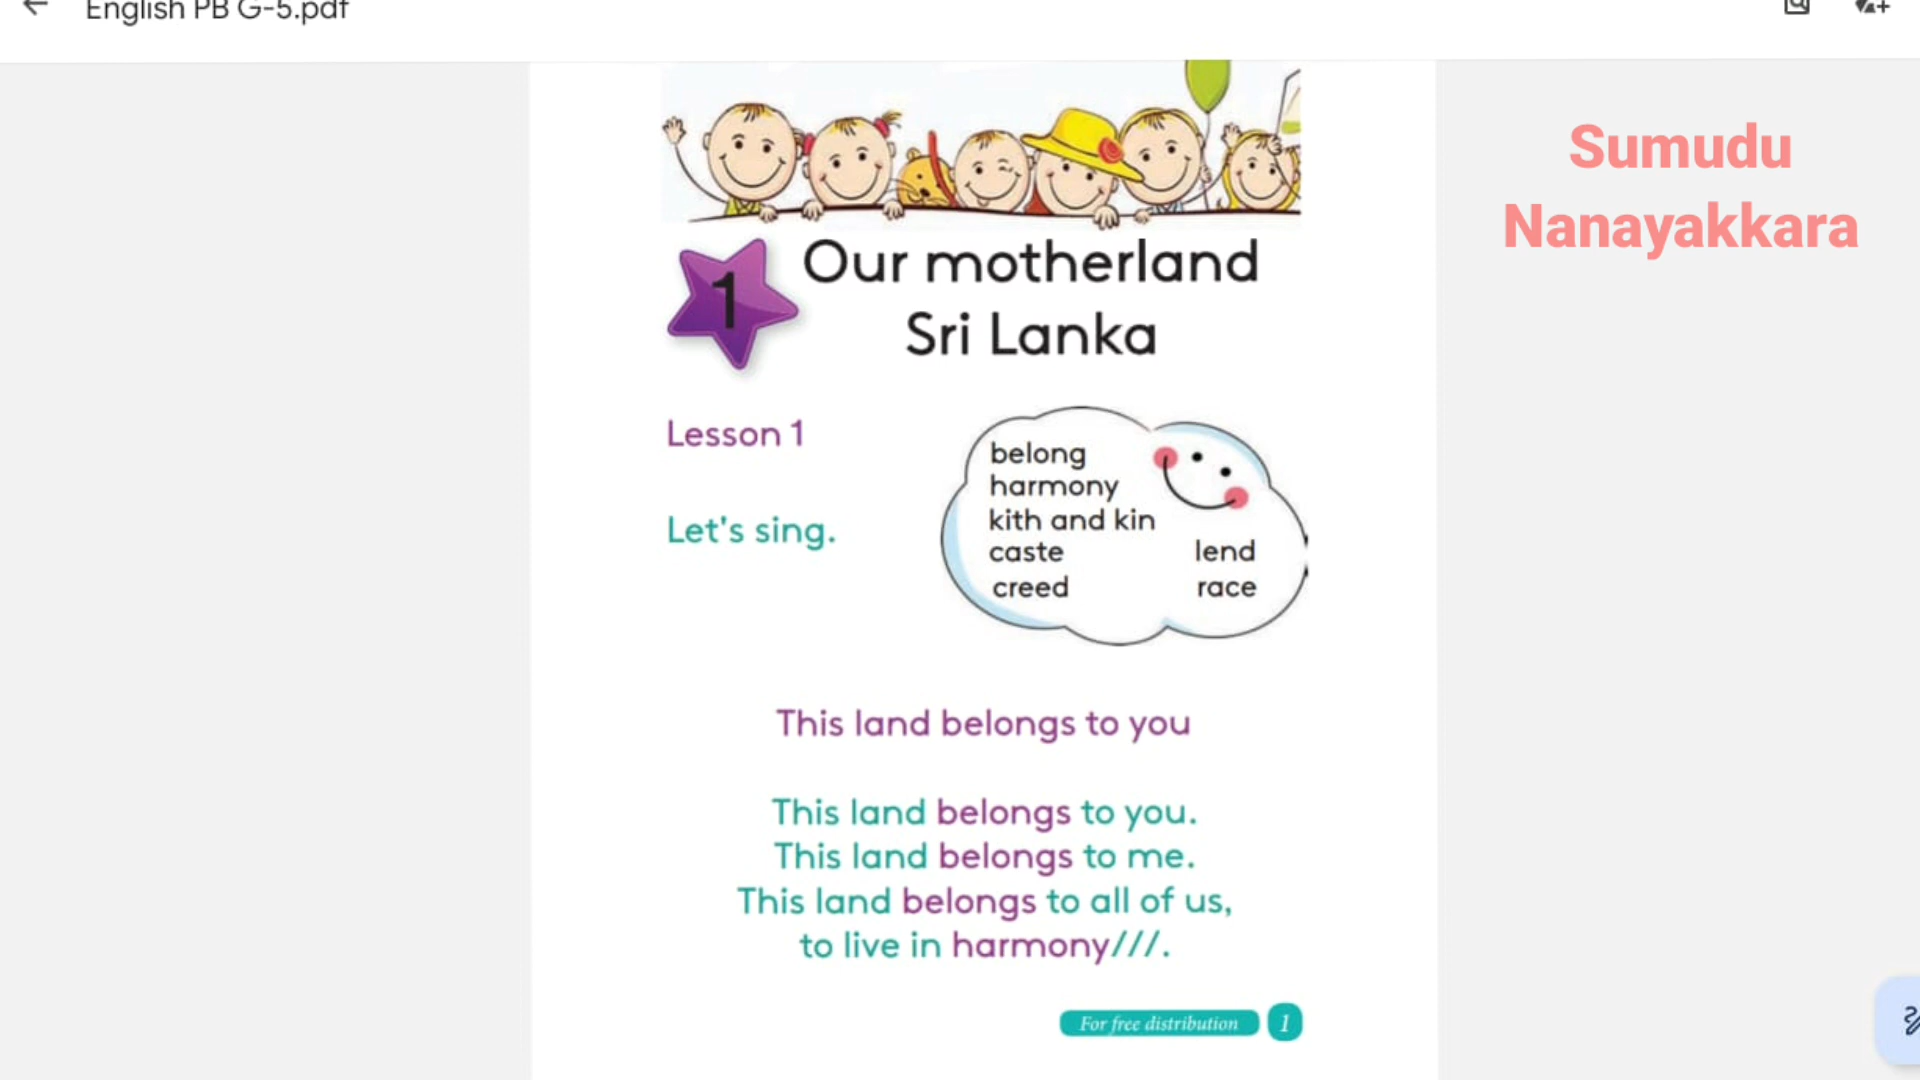 English PB G-5.pdf
Sumudu
Nanayakkara
1
Our motherland
Sri Lanka
Lesson 1
Let's sing.
belong
harmony
kith and kin
caste
creed
lend
race
This land belongs to you
This land belongs to you.
This land belongs to me.
This land belongs to all of us,
to live in harmony///.
For free distribution
1